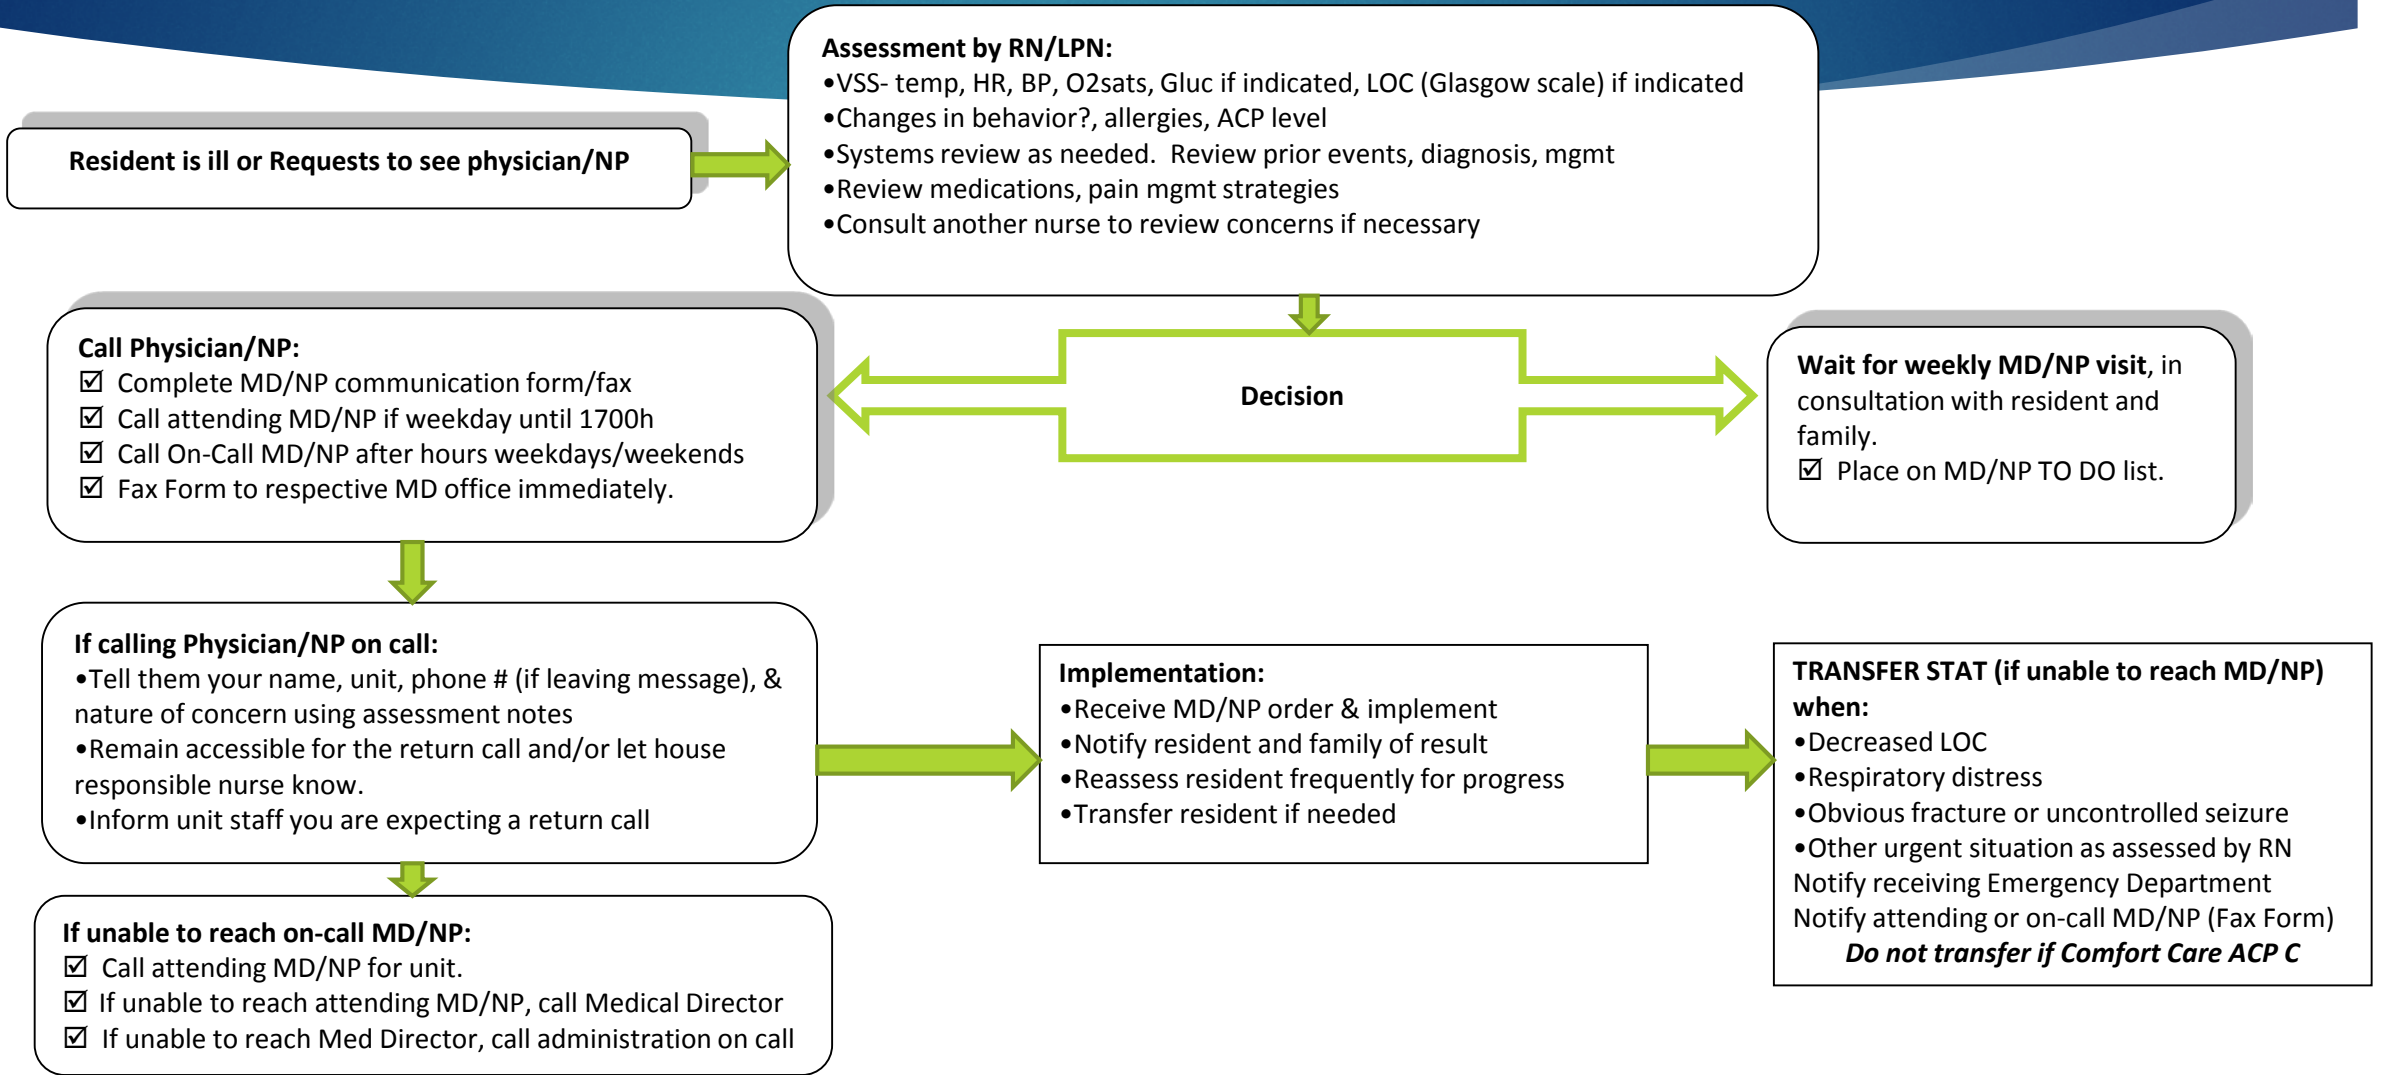 Assessment by RN/LPN:
•VSS- temp, HR, BP, O2sats, Gluc if indicated, LOC (Glasgow scale) if indicated
•Changes in behavior?, allergies, ACP level
•Systems review as needed.  Review prior events, diagnosis, mgmt
•Review medications, pain mgmt strategies
•Consult another nurse to review concerns if necessary
Resident is ill or Requests to see physician/NP
Call Physician/NP:
☑ Complete MD/NP communication form/fax
☑ Call attending MD/NP if weekday until 1700h
☑ Call On-Call MD/NP after hours weekdays/weekends
☑ Fax Form to respective MD office immediately.
Decision
Wait for weekly MD/NP visit, in
consultation with resident and
family.
☑ Place on MD/NP TO DO list.
If calling Physician/NP on call:
•Tell them your name, unit, phone # (if leaving message), &
nature of concern using assessment notes
•Remain accessible for the return call and/or let house
responsible nurse know.
•Inform unit staff you are expecting a return call
Implementation:
•Receive MD/NP order & implement
•Notify resident and family of result
•Reassess resident frequently for progress
•Transfer resident if needed
TRANSFER STAT (if unable to reach MD/NP)
when:
•Decreased LOC
•Respiratory distress
•Obvious fracture or uncontrolled seizure
•Other urgent situation as assessed by RN
Notify receiving Emergency Department
Notify attending or on-call MD/NP (Fax Form)
Do not transfer if Comfort Care ACP C
If unable to reach on-call MD/NP:
☑ Call attending MD/NP for unit.
☑ If unable to reach attending MD/NP, call Medical Director
☑ If unable to reach Med Director, call administration on call